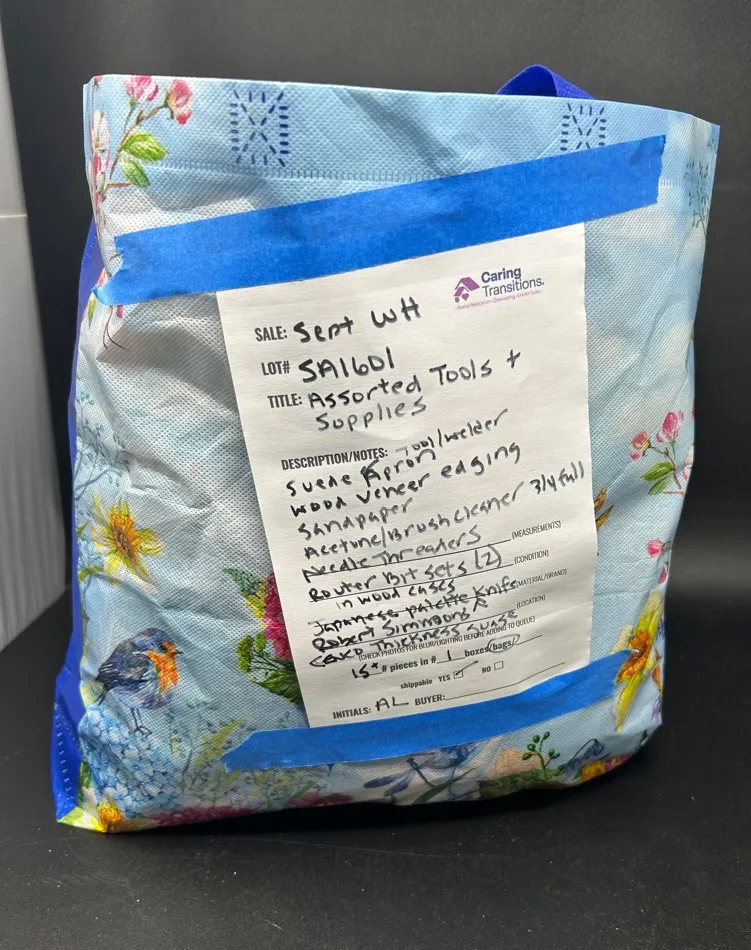 Caring
Transitions.
SALE: Sept WH
LOT# SA1601
TITLE: Assorted Tools +
Supplies
DESCRIPTION/NOTES: Tool/welder
Suede Apron
Wood Veneer edging
Sandpaper
Acetone/Brush Cleaner 3/4 full
(MEASUREMENTS)
Needle Threaders
(CONDITION)
Router Bit Sets (2)
in wood cases
(MATERIAL/BRAND)
Japanese palette Knife
(LOCATION)
Robert Simmons
Thickness
(CHECK PHOTOS FOR BLUR/LIGHTING BEFORE ADDING TO QUEUE)
15+ # pieces in # 1 boxes/bags
shippable YES NO
INITIALS: AL BUYER: